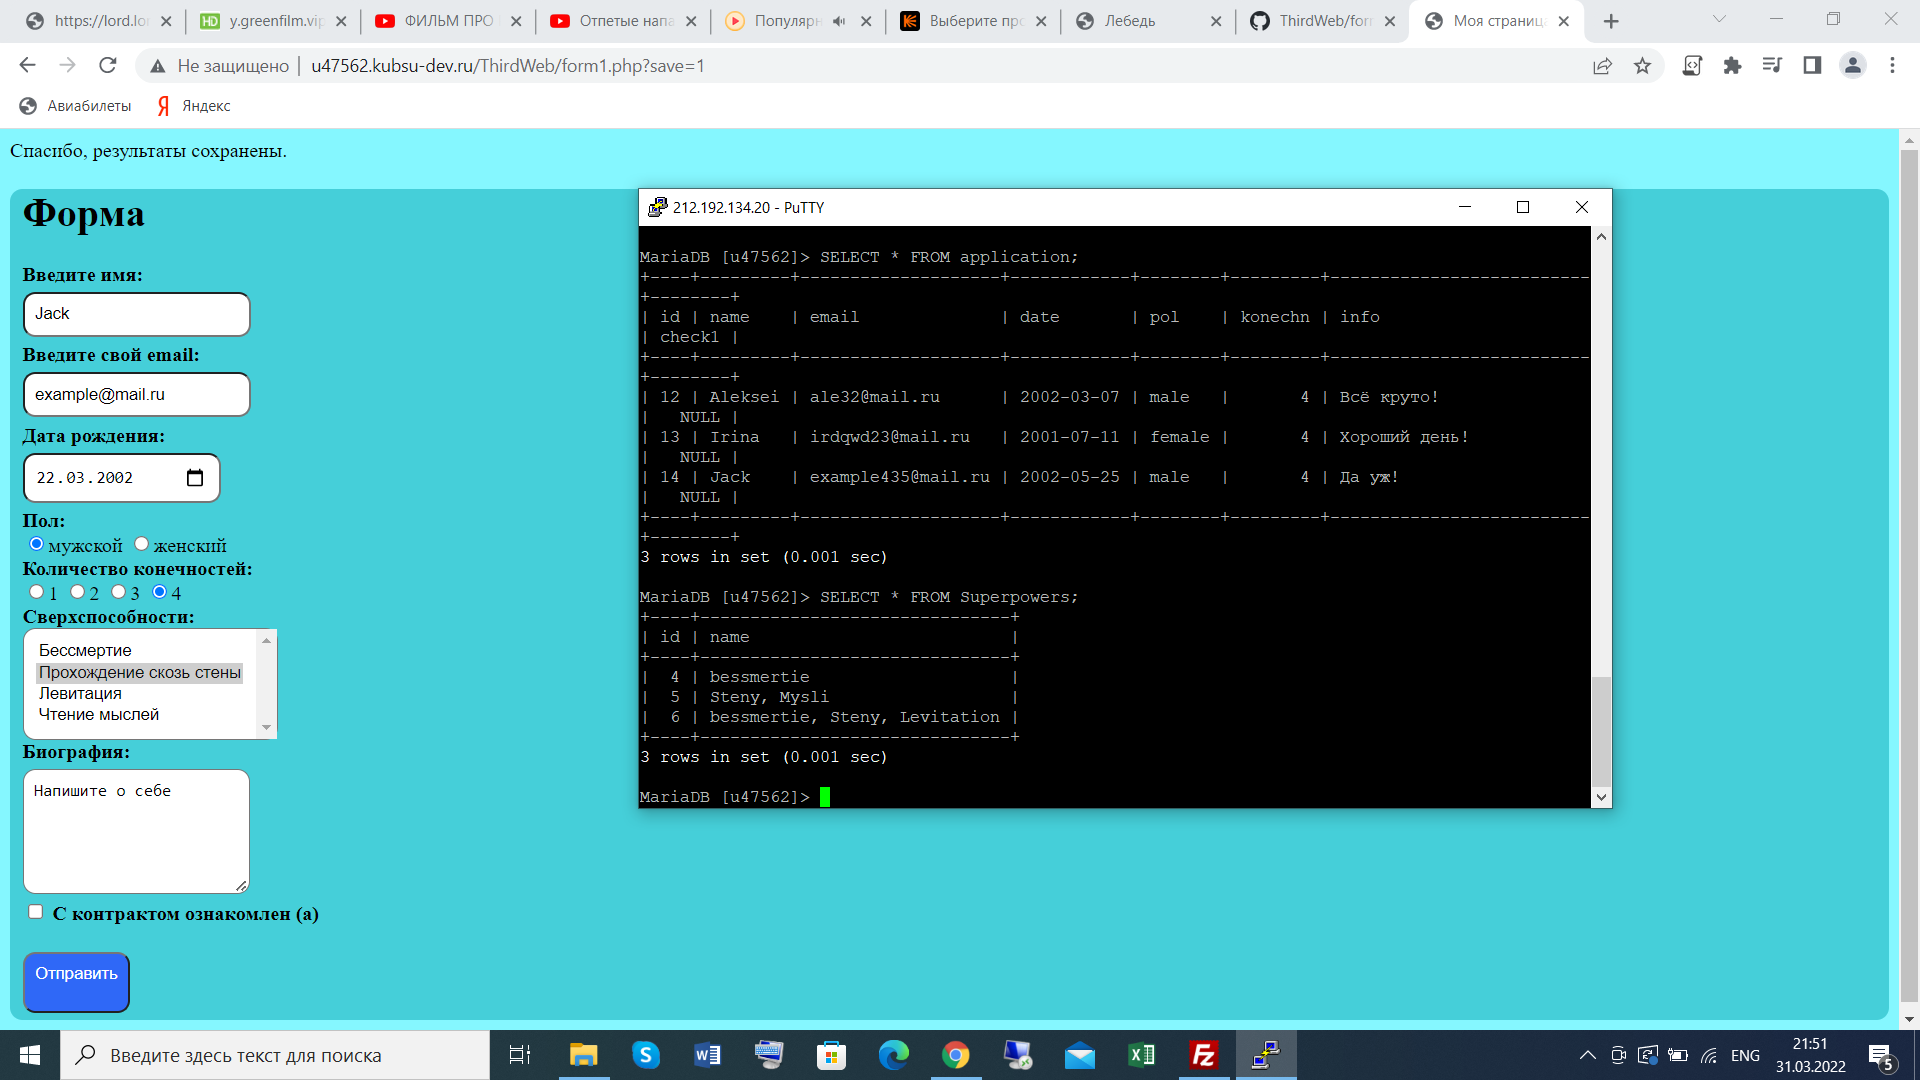 https://lord.lor
y.greenfilm.vip
ФИЛЬМ ПРО
Отпетые напа
Популярн
Выберите про
Лебедь
ThirdWeb/form
Моя страница
Не защищено | u47562.kubsu-dev.ru/ThirdWeb/form1.php?save=1
Авиабилеты
Яндекс
Спасибо, результаты сохранены.
Форма
Введите имя:
Jack
Введите свой email:
example@mail.ru
Дата рождения:
22.03.2002
Пол:
мужской женский
Количество конечностей:
1 2 3 4
Сверхспособности:
Бессмертие
Прохождение скозь стены
Левитация
Чтение мыслей
Биография:
Напишите о себе
С контрактом ознакомлен (а)
Отправить
212.192.134.20 - PuTTY
MariaDB [u47562]> SELECT * FROM application;
+----+---------+--------------------+------------+--------+---------+--------------------------
+--------+
| id | name    | email              | date       | pol    | konechn | info
| check1 |
+----+---------+--------------------+------------+--------+---------+--------------------------
+--------+
| 12 | Aleksei | ale32@mail.ru      | 2002-03-07 | male   |       4 | Всё круто!
|   NULL |
| 13 | Irina   | irdqwd23@mail.ru   | 2001-07-11 | female |       4 | Хороший день!
|   NULL |
| 14 | Jack    | example435@mail.ru | 2002-05-25 | male   |       4 | Да уж!
|   NULL |
+----+---------+--------------------+------------+--------+---------+--------------------------
+--------+
3 rows in set (0.001 sec)
MariaDB [u47562]> SELECT * FROM Superpowers;
+----+-------------------------------+
| id | name                          |
+----+-------------------------------+
|  4 | bessmertie                    |
|  5 | Steny, Mysli                  |
|  6 | bessmertie, Steny, Levitation |
+----+-------------------------------+
3 rows in set (0.001 sec)
MariaDB [u47562]>
Введите здесь текст для поиска
ENG
21:51
31.03.2022
5